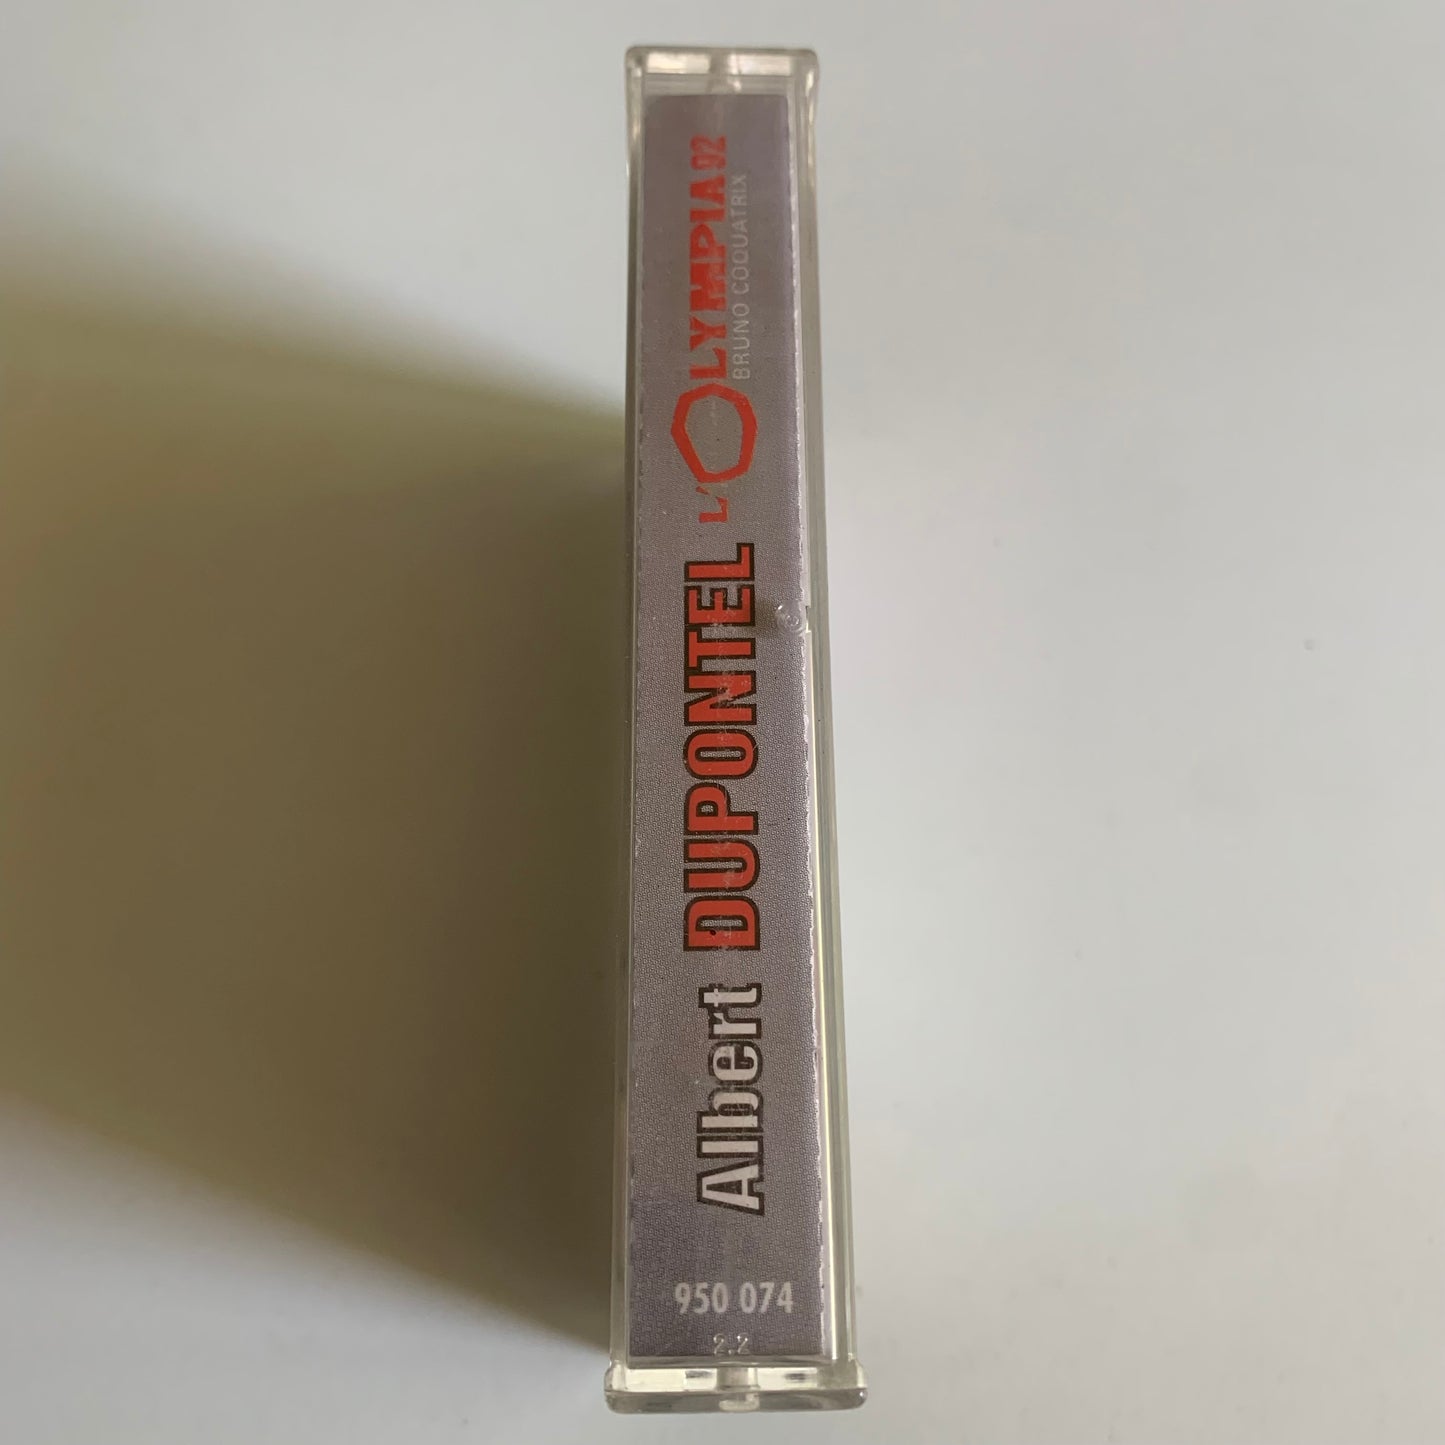 Albert DUPONTEL L'OLYMPIA 92
BRUNO COQUATRIX
950 074
2.2